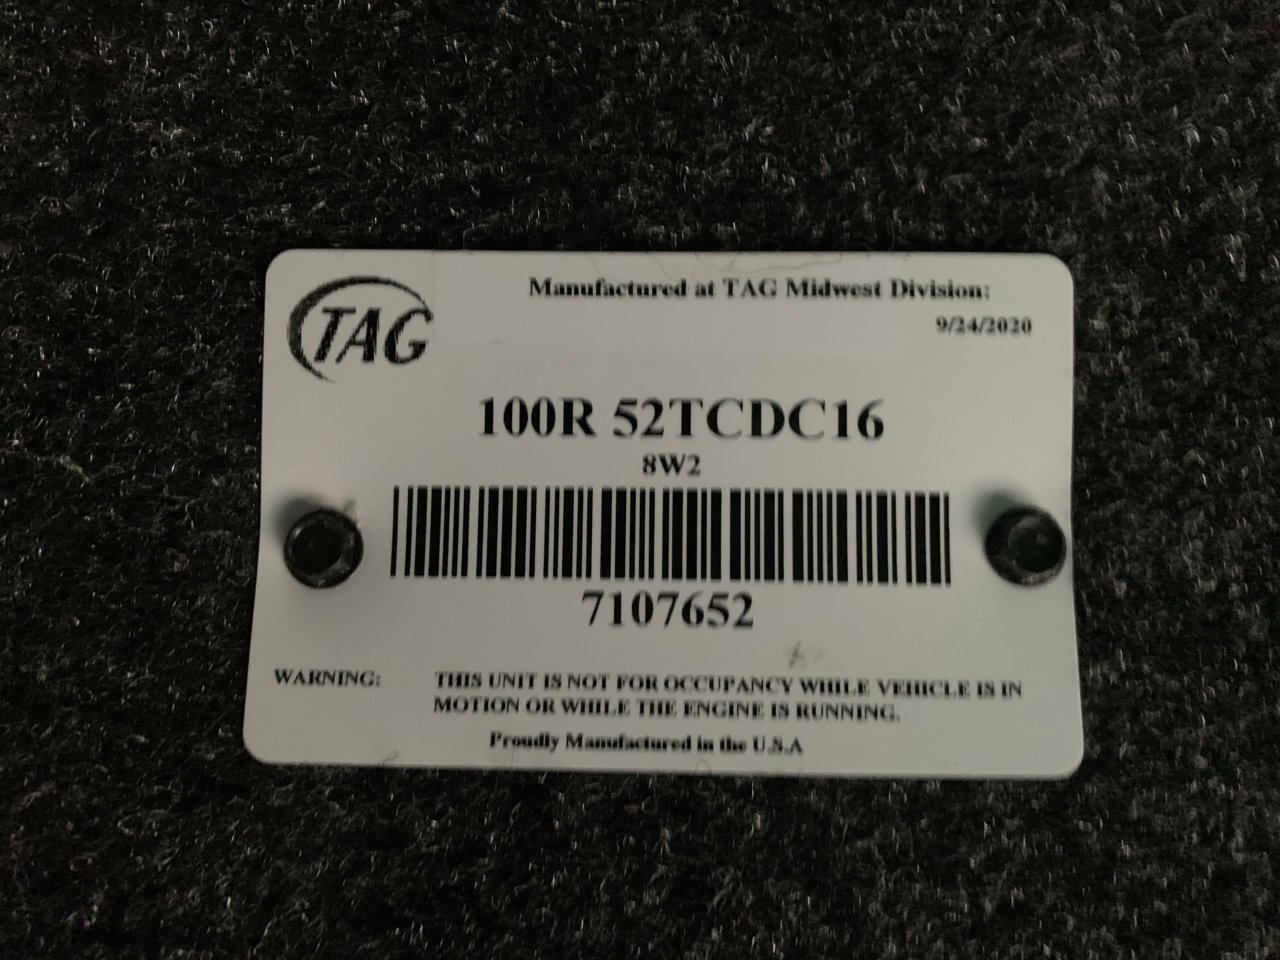 TAG
Manufactured at TAG Midwest Division:
9/24/2020
100R 52TCDC16
8W2
7107652
WARNING: THIS UNIT IS NOT FOR OCCUPANCY WHILE VEHICLE IS IN
MOTION OR WHILE THE ENGINE IS RUNNING.
Proudly Manufactured in the U.S.A